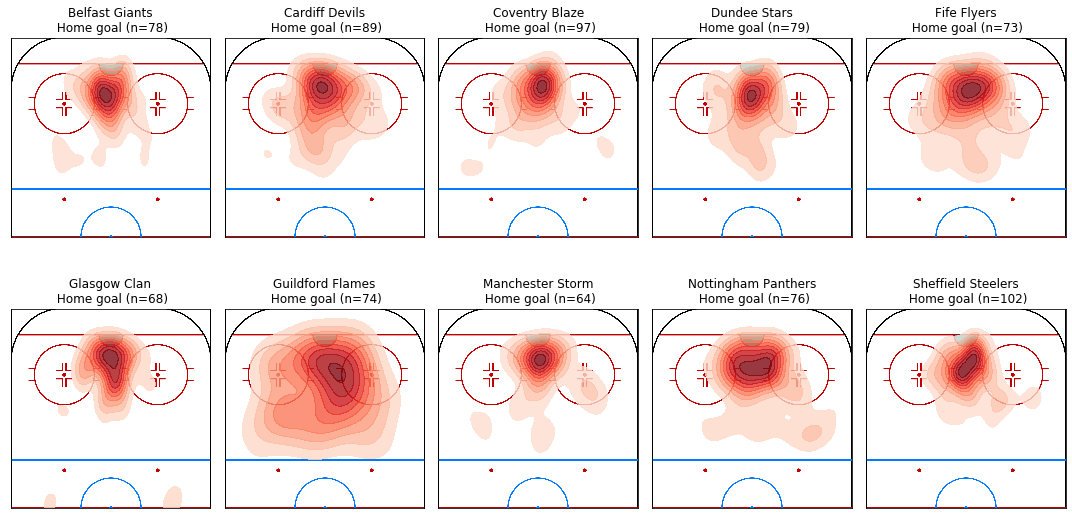 Belfast Giants
Home goal (n=78)
Cardiff Devils
Home goal (n=89)
Coventry Blaze
Home goal (n=97)
Dundee Stars
Home goal (n=79)
Fife Flyers
Home goal (n=73)
Glasgow Clan
Home goal (n=68)
Guildford Flames
Home goal (n=74)
Manchester Storm
Home goal (n=64)
Nottingham Panthers
Home goal (n=76)
Sheffield Steelers
Home goal (n=102)